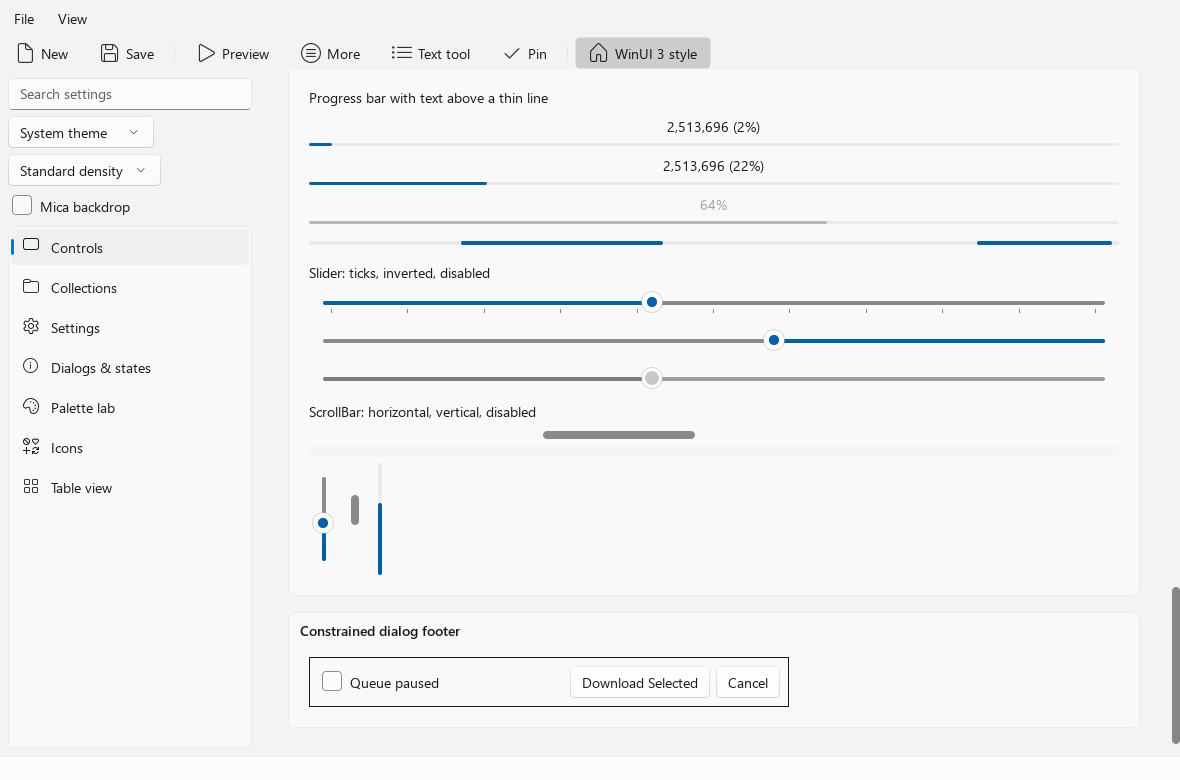 File View
New Save Preview More Text tool Pin WinUI 3 style
Search settings
System theme
Standard density
Mica backdrop
Controls
Collections
Settings
Dialogs & states
Palette lab
Icons
Table view
Progress bar with text above a thin line
2,513,696 (2%)
2,513,696 (22%)
64%
Slider: ticks, inverted, disabled
ScrollBar: horizontal, vertical, disabled
Constrained dialog footer
Queue paused Download Selected Cancel